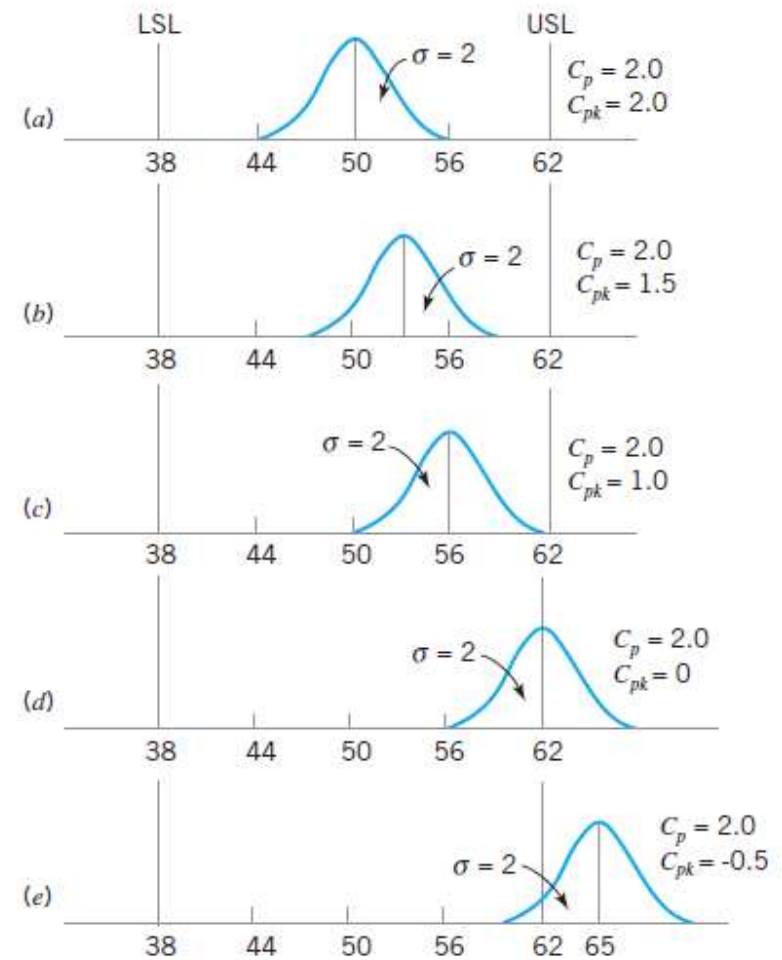 LSL USL
σ = 2
C_p = 2.0
C_pk = 2.0
(a)
38 44 50 56 62
σ = 2
C_p = 2.0
C_pk = 1.5
(b)
38 44 50 56 62
σ = 2
C_p = 2.0
C_pk = 1.0
(c)
38 44 50 56 62
σ = 2
C_p = 2.0
C_pk = 0
(d)
38 44 50 56 62
σ = 2
C_p = 2.0
C_pk = -0.5
(e)
38 44 50 56 62 65